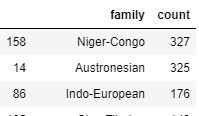 family count
158 Niger-Congo 327
14 Austronesian 325
86 Indo-European 176